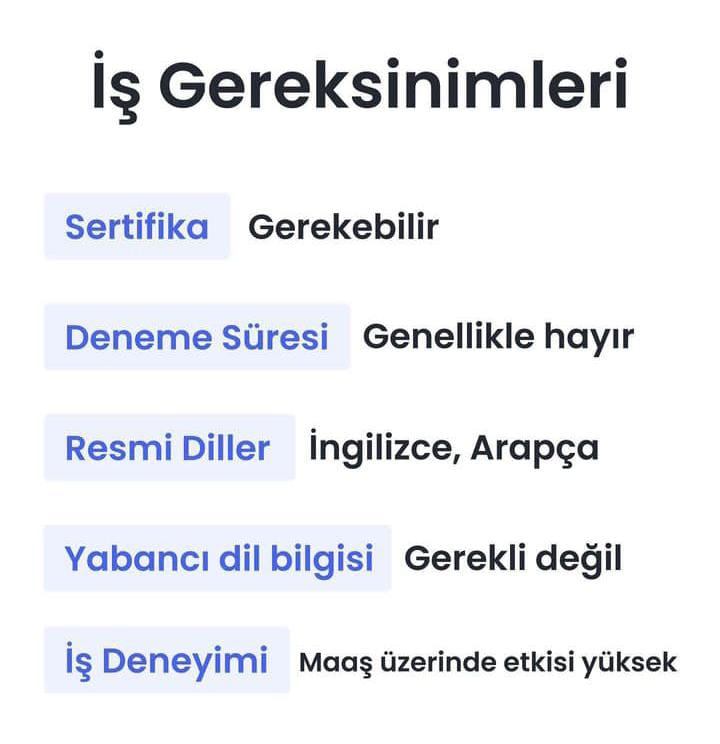 İş Gereksinimleri
Sertifika Gerekebilir
Deneme Süresi Genellikle hayır
Resmi Diller İngilizce, Arapça
Yabancı dil bilgisi Gerekli değil
İş Deneyimi Maaş üzerinde etkisi yüksek